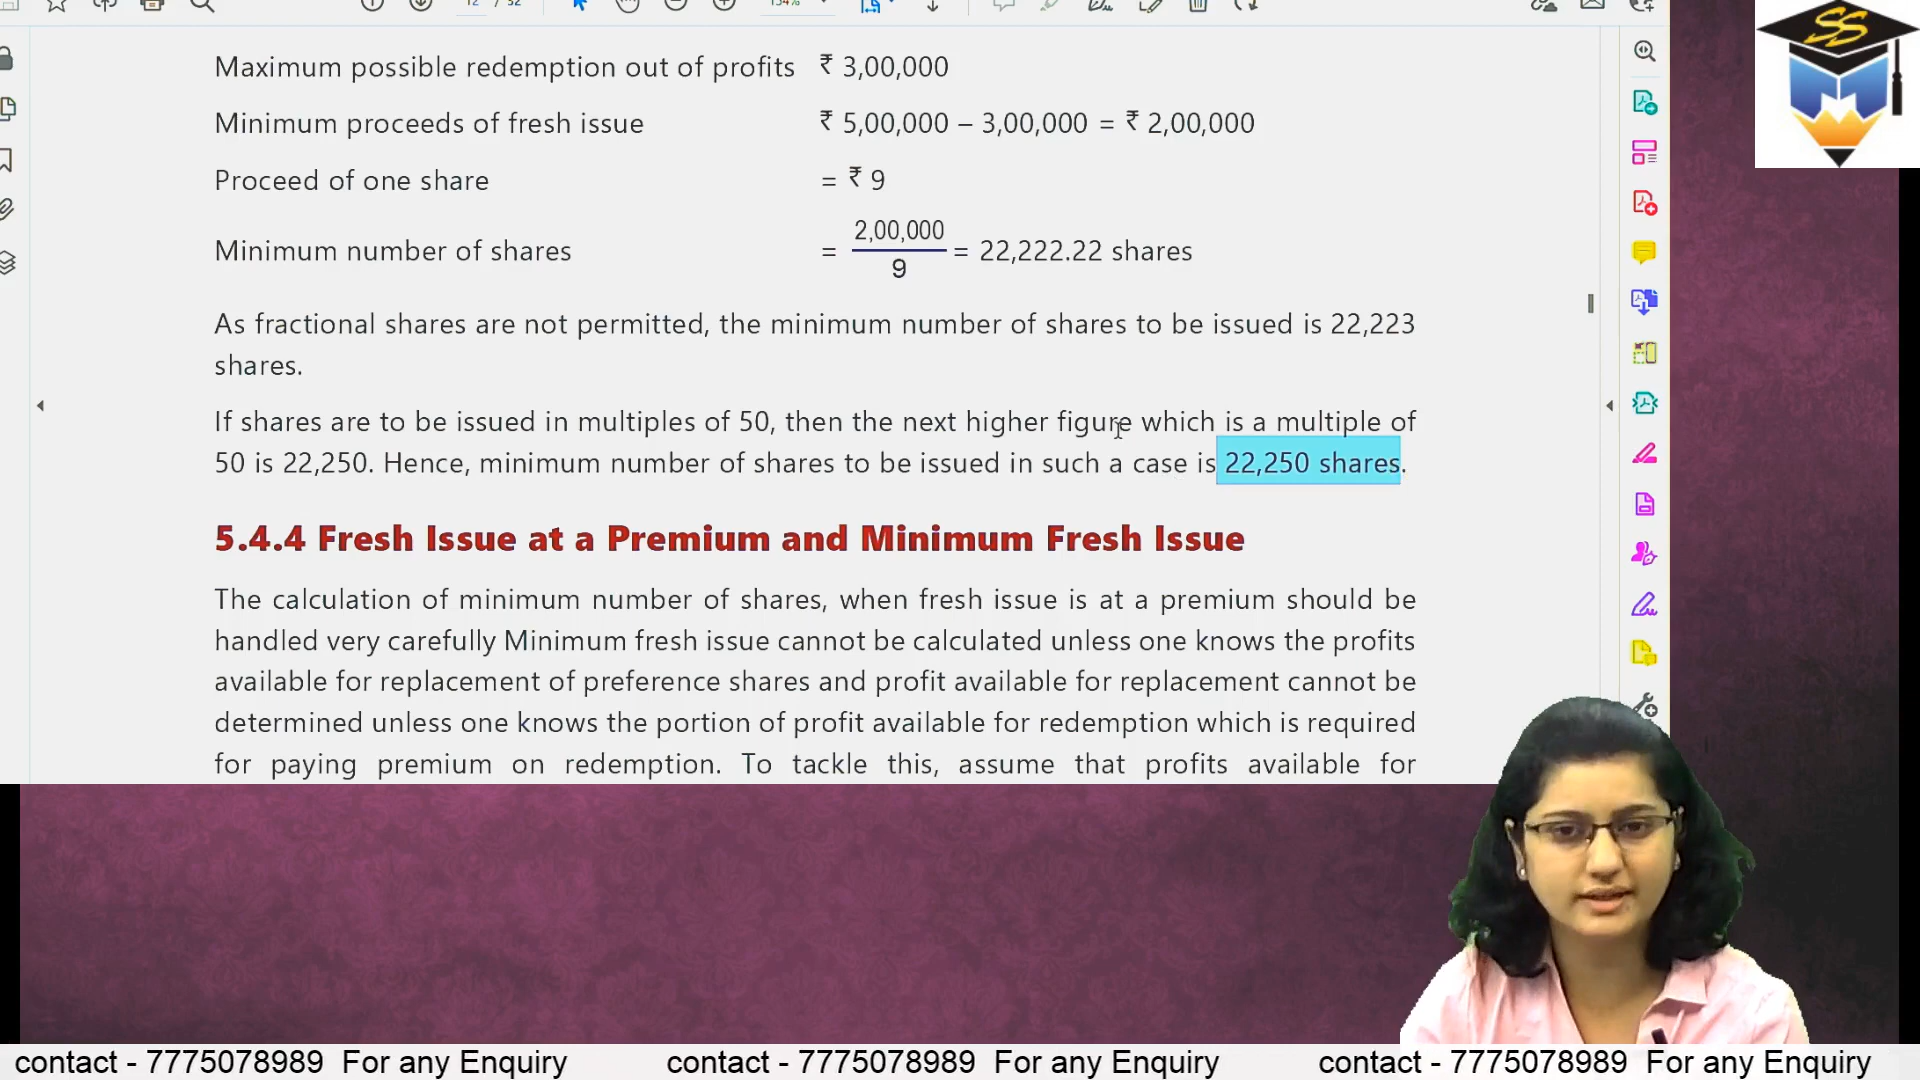 Maximum possible redemption out of profits ₹ 3,00,000
Minimum proceeds of fresh issue ₹ 5,00,000 – 3,00,000 = ₹ 2,00,000
Proceed of one share = ₹ 9
Minimum number of shares = 2,00,000 / 9 = 22,222.22 shares
As fractional shares are not permitted, the minimum number of shares to be issued is 22,223
shares.
If shares are to be issued in multiples of 50, then the next higher figure which is a multiple of
50 is 22,250. Hence, minimum number of shares to be issued in such a case is 22,250 shares.
5.4.4 Fresh Issue at a Premium and Minimum Fresh Issue
The calculation of minimum number of shares, when fresh issue is at a premium should be
handled very carefully Minimum fresh issue cannot be calculated unless one knows the profits
available for replacement of preference shares and profit available for replacement cannot be
determined unless one knows the portion of profit available for redemption which is required
for paying premium on redemption. To tackle this, assume that profits available for
SS
contact - 7775078989 For any Enquiry contact - 7775078989 For any Enquiry contact - 7775078989 For any Enquiry